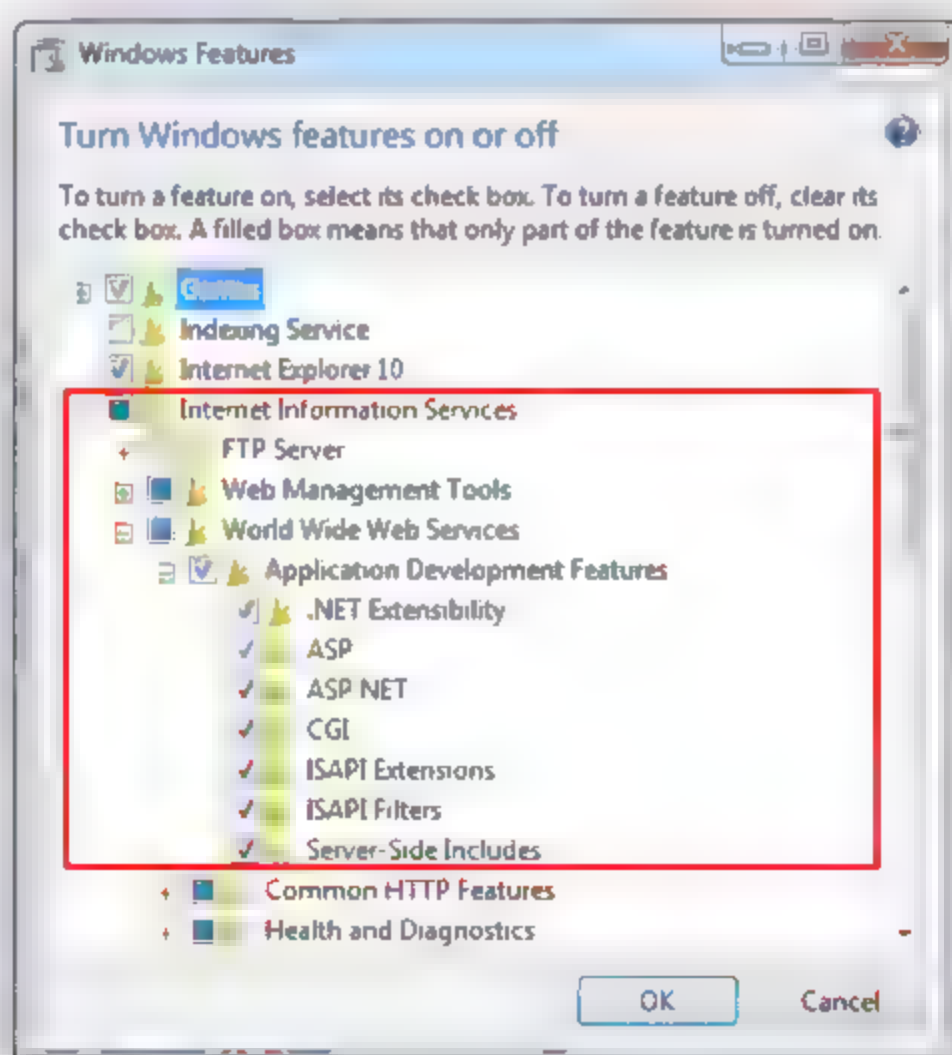 Windows Features
Turn Windows features on or off
To turn a feature on, select its check box. To turn a feature off, clear its
check box. A filled box means that only part of the feature is turned on.
Indexing Service
Internet Explorer 10
Internet Information Services
FTP Server
Web Management Tools
World Wide Web Services
Application Development Features
.NET Extensibility
ASP
ASP NET
CGI
ISAPI Extensions
ISAPI Filters
Server-Side Includes
Common HTTP Features
Health and Diagnostics
OK Cancel